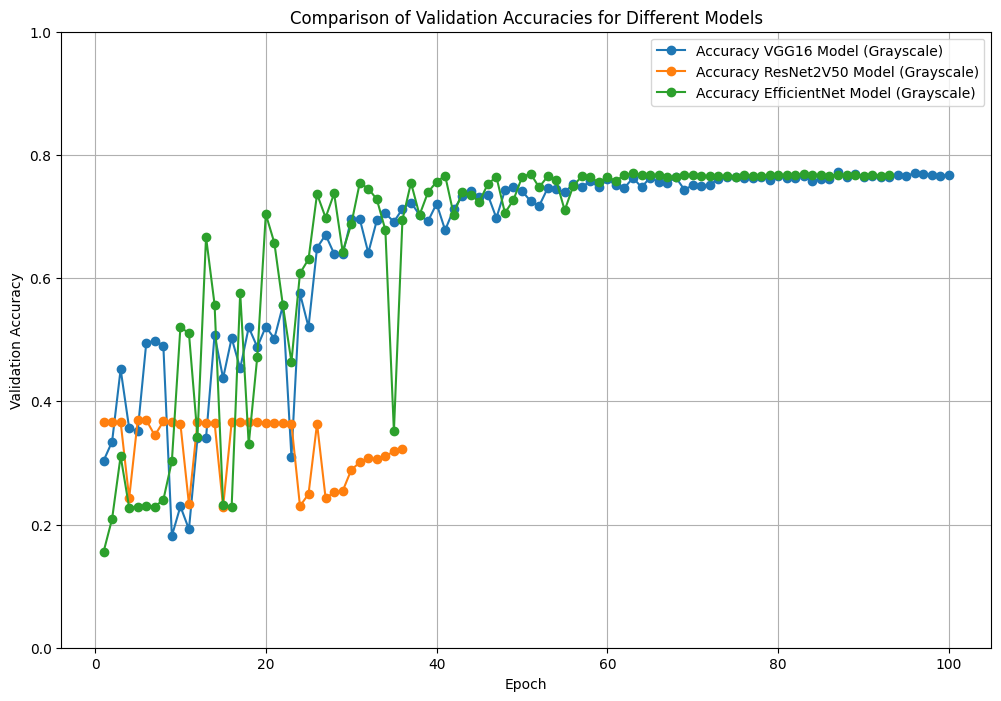 Comparison of Validation Accuracies for Different Models
1.0
Accuracy VGG16 Model (Grayscale)
Accuracy ResNet2V50 Model (Grayscale)
Accuracy EfficientNet Model (Grayscale)
0.8
0.6
Validation Accuracy
0.4
0.2
0.0
0 20 40 60 80 100
Epoch